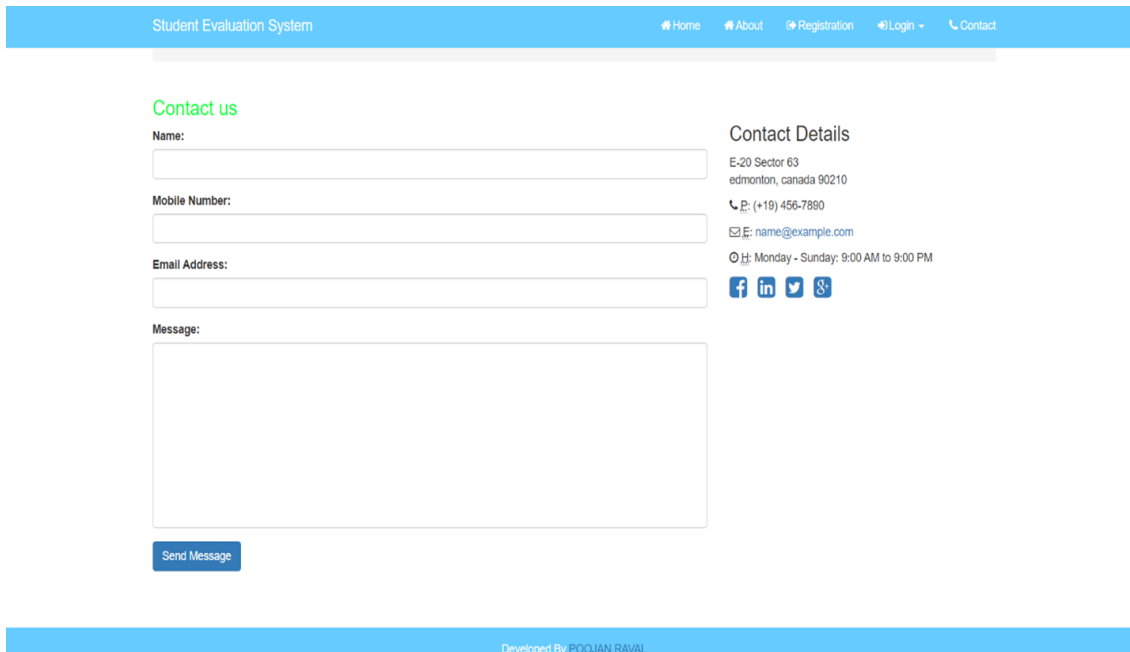 Student Evaluation System
Home About Registration Login Contact
Contact us
Name:
Mobile Number:
Email Address:
Message:
Send Message
Contact Details
E-20 Sector 63
edmonton, canada 90210
P: (+19) 456-7890
E: name@example.com
H: Monday - Sunday: 9:00 AM to 9:00 PM
Developed By POOJAN RAVAL